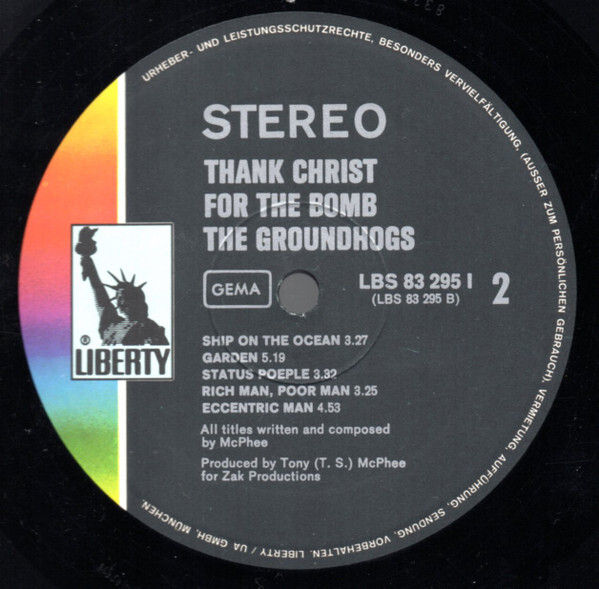 URHEBER- UND LEISTUNGSSCHUTZRECHTE, BESONDERS VERVIELFÄLTIGUNG, (AUSSER ZUM PERSÖNLICHEN GEBRAUCH), VERMIETUNG, AUFFÜHRUNG, SENDUNG, VORBEHALTEN. LIBERTY / UA GMBH, MÜNCHEN.
STEREO
THANK CHRIST
FOR THE BOMB
THE GROUNDHOGS
GEMA
LBS 83 295 I
(LBS 83 295 B)
2
SHIP ON THE OCEAN 3.27
GARDEN 5.19
STATUS POEPLE 3.32
RICH MAN, POOR MAN 3.25
ECCENTRIC MAN 4.53
All titles written and composed
by McPhee
Produced by Tony (T. S.) McPhee
for Zak Productions
® LIBERTY